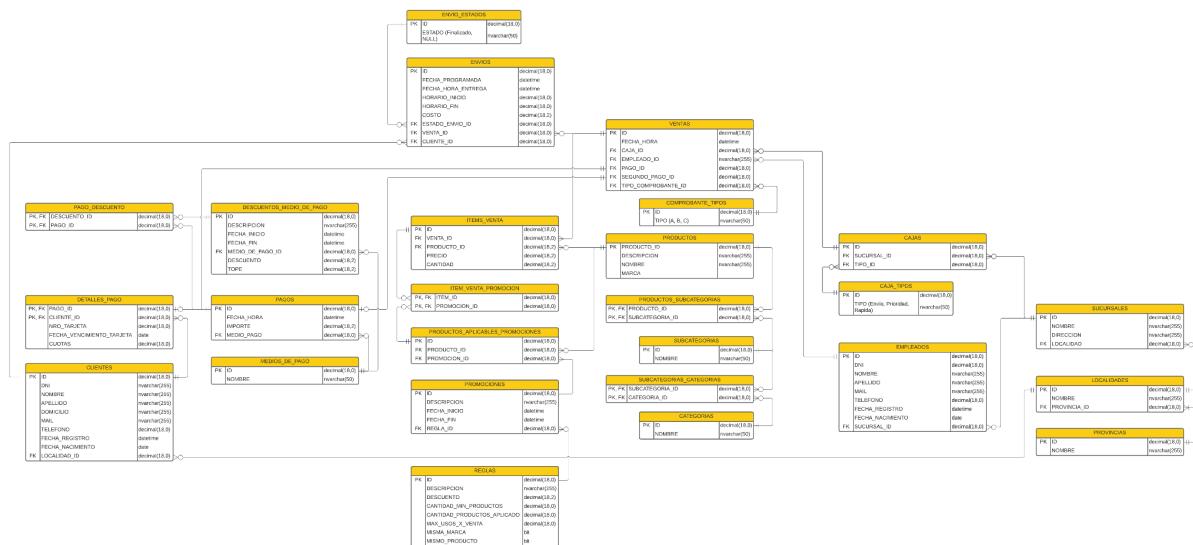 ENVIO_ESTADOS
PK ID decimal(18,0)
ESTADO (Finalizado, NULL) nvarchar(50)
ENVIOS
PK ID decimal(18,0)
FECHA_PROGRAMADA datetime
FECHA_HORA_ENTREGA datetime
HORARIO_INICIO decimal(18,0)
HORARIO_FIN decimal(18,0)
COSTO decimal(18,2)
FK ESTADO_ENVIO_ID decimal(18,0)
FK VENTA_ID decimal(18,0)
FK CLIENTE_ID decimal(18,0)
VENTAS
PK ID decimal(18,0)
FECHA_HORA datetime
FK CAJA_ID decimal(18,0)
FK EMPLEADO_ID nvarchar(255)
FK PAGO_ID decimal(18,0)
FK SEGUNDO_PAGO_ID decimal(18,0)
FK TIPO_COMPROBANTE_ID decimal(18,0)
COMPROBANTE_TIPOS
PK ID decimal(18,0)
TIPO (A, B, C) nvarchar(50)
PAGO_DESCUENTO
PK, FK DESCUENTO_ID decimal(18,0)
PK, FK PAGO_ID decimal(18,0)
DESCUENTOS_MEDIO_DE_PAGO
PK ID decimal(18,0)
DESCRIPCION nvarchar(255)
FECHA_INICIO datetime
FECHA_FIN datetime
FK MEDIO_DE_PAGO_ID decimal(18,0)
DESCUENTO decimal(18,2)
TOPE decimal(18,2)
ITEMS_VENTA
PK ID decimal(18,0)
FK VENTA_ID decimal(18,0)
FK PRODUCTO_ID decimal(18,2)
PRECIO decimal(18,2)
CANTIDAD decimal(18,2)
PRODUCTOS
PK PRODUCTO_ID decimal(18,0)
DESCRIPCION nvarchar(255)
NOMBRE nvarchar(255)
MARCA
CAJAS
PK ID decimal(18,0)
FK SUCURSAL_ID decimal(18,0)
FK TIPO_ID decimal(18,0)
CAJA_TIPOS
PK ID decimal(18,0)
TIPO (Envio, Prioridad, Rapida) nvarchar(50)
DETALLES_PAGO
PK, FK PAGO_ID decimal(18,0)
PK, FK CLIENTE_ID decimal(18,0)
NRO_TARJETA decimal(18,0)
FECHA_VENCIMIENTO_TARJETA date
CUOTAS decimal(18,0)
PAGOS
PK ID decimal(18,0)
FECHA_HORA datetime
IMPORTE decimal(18,2)
FK MEDIO_PAGO decimal(18,0)
MEDIOS_DE_PAGO
PK ID decimal(18,0)
NOMBRE nvarchar(50)
ITEM_VENTA_PROMOCION
PK, FK ITEM_ID decimal(18,0)
PK, FK PROMOCION_ID decimal(18,0)
PRODUCTOS_APLICABLES_PROMOCIONES
PK ID decimal(18,0)
FK PRODUCTO_ID decimal(18,0)
FK PROMOCION_ID decimal(18,0)
PRODUCTOS_SUBCATEGORIAS
PK, FK PRODUCTO_ID decimal(18,0)
PK, FK SUBCATEGORIA_ID decimal(18,0)
SUBCATEGORIAS
PK ID decimal(18,0)
NOMBRE nvarchar(50)
SUBCATEGORIAS_CATEGORIAS
PK, FK SUBCATEGORIA_ID decimal(18,0)
PK, FK CATEGORIA_ID decimal(18,0)
CATEGORIAS
PK ID decimal(18,0)
NOMBRE nvarchar(50)
SUCURSALES
PK ID decimal(18,0)
NOMBRE nvarchar(255)
DIRECCION nvarchar(255)
FK LOCALIDAD decimal(18,0)
EMPLEADOS
PK ID decimal(18,0)
DNI decimal(18,0)
NOMBRE nvarchar(255)
APELLIDO nvarchar(255)
MAIL nvarchar(255)
TELEFONO decimal(18,0)
FECHA_REGISTRO datetime
FECHA_NACIMIENTO date
FK SUCURSAL_ID decimal(18,0)
CLIENTES
PK ID decimal(18,0)
DNI nvarchar(255)
NOMBRE nvarchar(255)
APELLIDO nvarchar(255)
DOMICILIO nvarchar(255)
MAIL nvarchar(255)
TELEFONO decimal(18,0)
FECHA_REGISTRO datetime
FECHA_NACIMIENTO date
FK LOCALIDAD_ID decimal(18,0)
PROMOCIONES
PK ID decimal(18,0)
DESCRIPCION nvarchar(255)
FECHA_INICIO datetime
FECHA_FIN datetime
FK REGLA_ID decimal(18,0)
LOCALIDADES
PK ID decimal(18,0)
NOMBRE nvarchar(255)
FK PROVINCIA_ID decimal(18,0)
PROVINCIAS
PK ID decimal(18,0)
NOMBRE nvarchar(255)
REGLAS
PK ID decimal(18,0)
DESCRIPCION nvarchar(255)
DESCUENTO decimal(18,2)
CANTIDAD_MIN_PRODUCTOS decimal(18,0)
CANTIDAD_PRODUCTOS_APLICADO decimal(18,0)
MAX_USOS_X_VENTA decimal(18,0)
MISMA_MARCA bit
MISMO_PRODUCTO bit